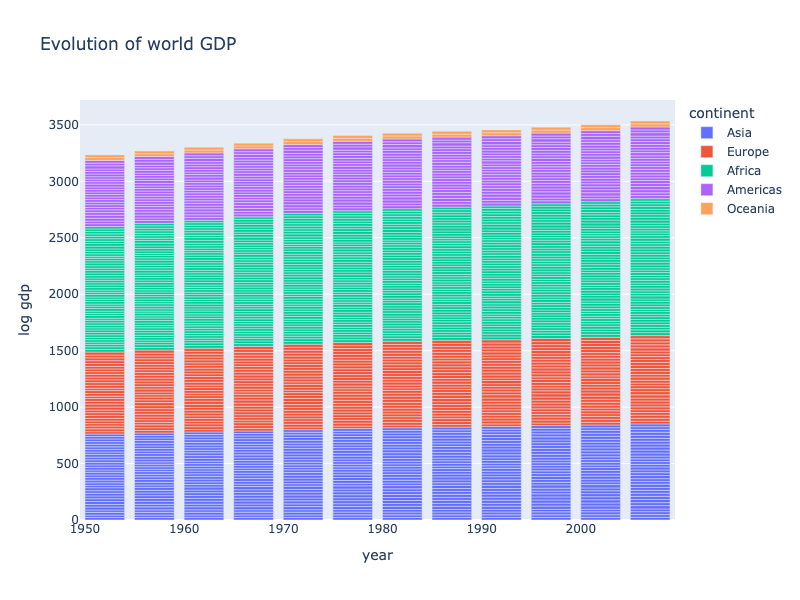 Evolution of world GDP
continent
Asia
Europe
Africa
Americas
Oceania
log gdp
3500
3000
2500
2000
1500
1000
500
0
1950
1960
1970
1980
1990
2000
year